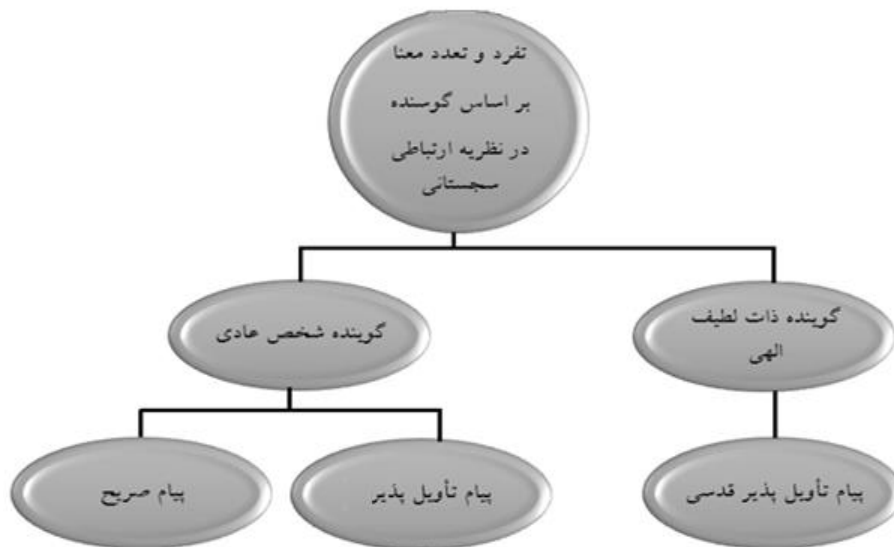 تفرد و تعدد معنا
بر اساس گوسنده
در نظریه ارتباطی
سجستانی
گوینده ذات لطیف
الهی
گوینده شخص عادی
پیام تأویل پذیر قدسی
پیام تأویل پذیر
پیام صریح